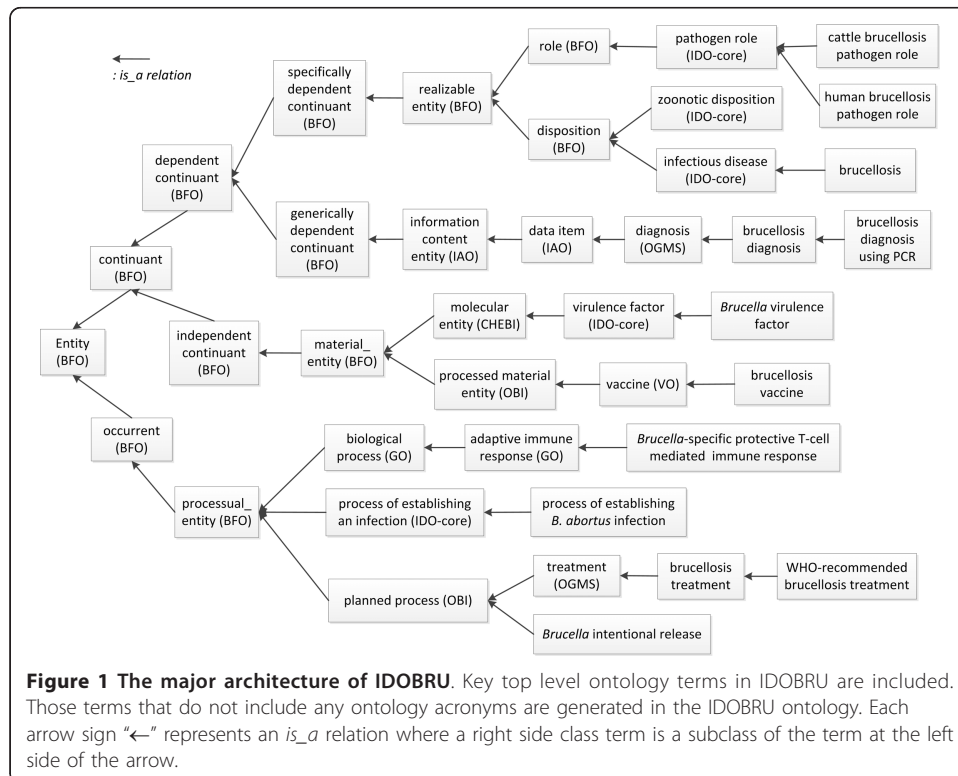 : is_a relation
role (BFO)
pathogen role
(IDO-core)
cattle brucellosis
pathogen role
human brucellosis
pathogen role
specifically
dependent
continuant
(BFO)
realizable
entity (BFO)
zoonotic disposition
(IDO-core)
disposition
(BFO)
infectious disease
(IDO-core)
brucellosis
dependent
continuant
(BFO)
generically
dependent
continuant
(BFO)
information
content
entity (IAO)
data item
(IAO)
diagnosis
(OGMS)
brucellosis
diagnosis
brucellosis
diagnosis
using PCR
continuant
(BFO)
molecular
entity (CHEBI)
virulence factor
(IDO-core)
Brucella virulence
factor
Entity
(BFO)
independent
continuant
(BFO)
material_
entity (BFO)
processed material
entity (OBI)
vaccine (VO)
brucellosis
vaccine
occurrent
(BFO)
biological
process (GO)
adaptive immune
response (GO)
Brucella-specific protective T-cell
mediated immune response
processual_
entity (BFO)
process of establishing
an infection (IDO-core)
process of establishing
B. abortus infection
planned process (OBI)
treatment
(OGMS)
brucellosis
treatment
WHO-recommended
brucellosis treatment
Brucella intentional release
Figure 1 The major architecture of IDOBRU. Key top level ontology terms in IDOBRU are included.
Those terms that do not include any ontology acronyms are generated in the IDOBRU ontology. Each
arrow sign "←" represents an is_a relation where a right side class term is a subclass of the term at the left
side of the arrow.